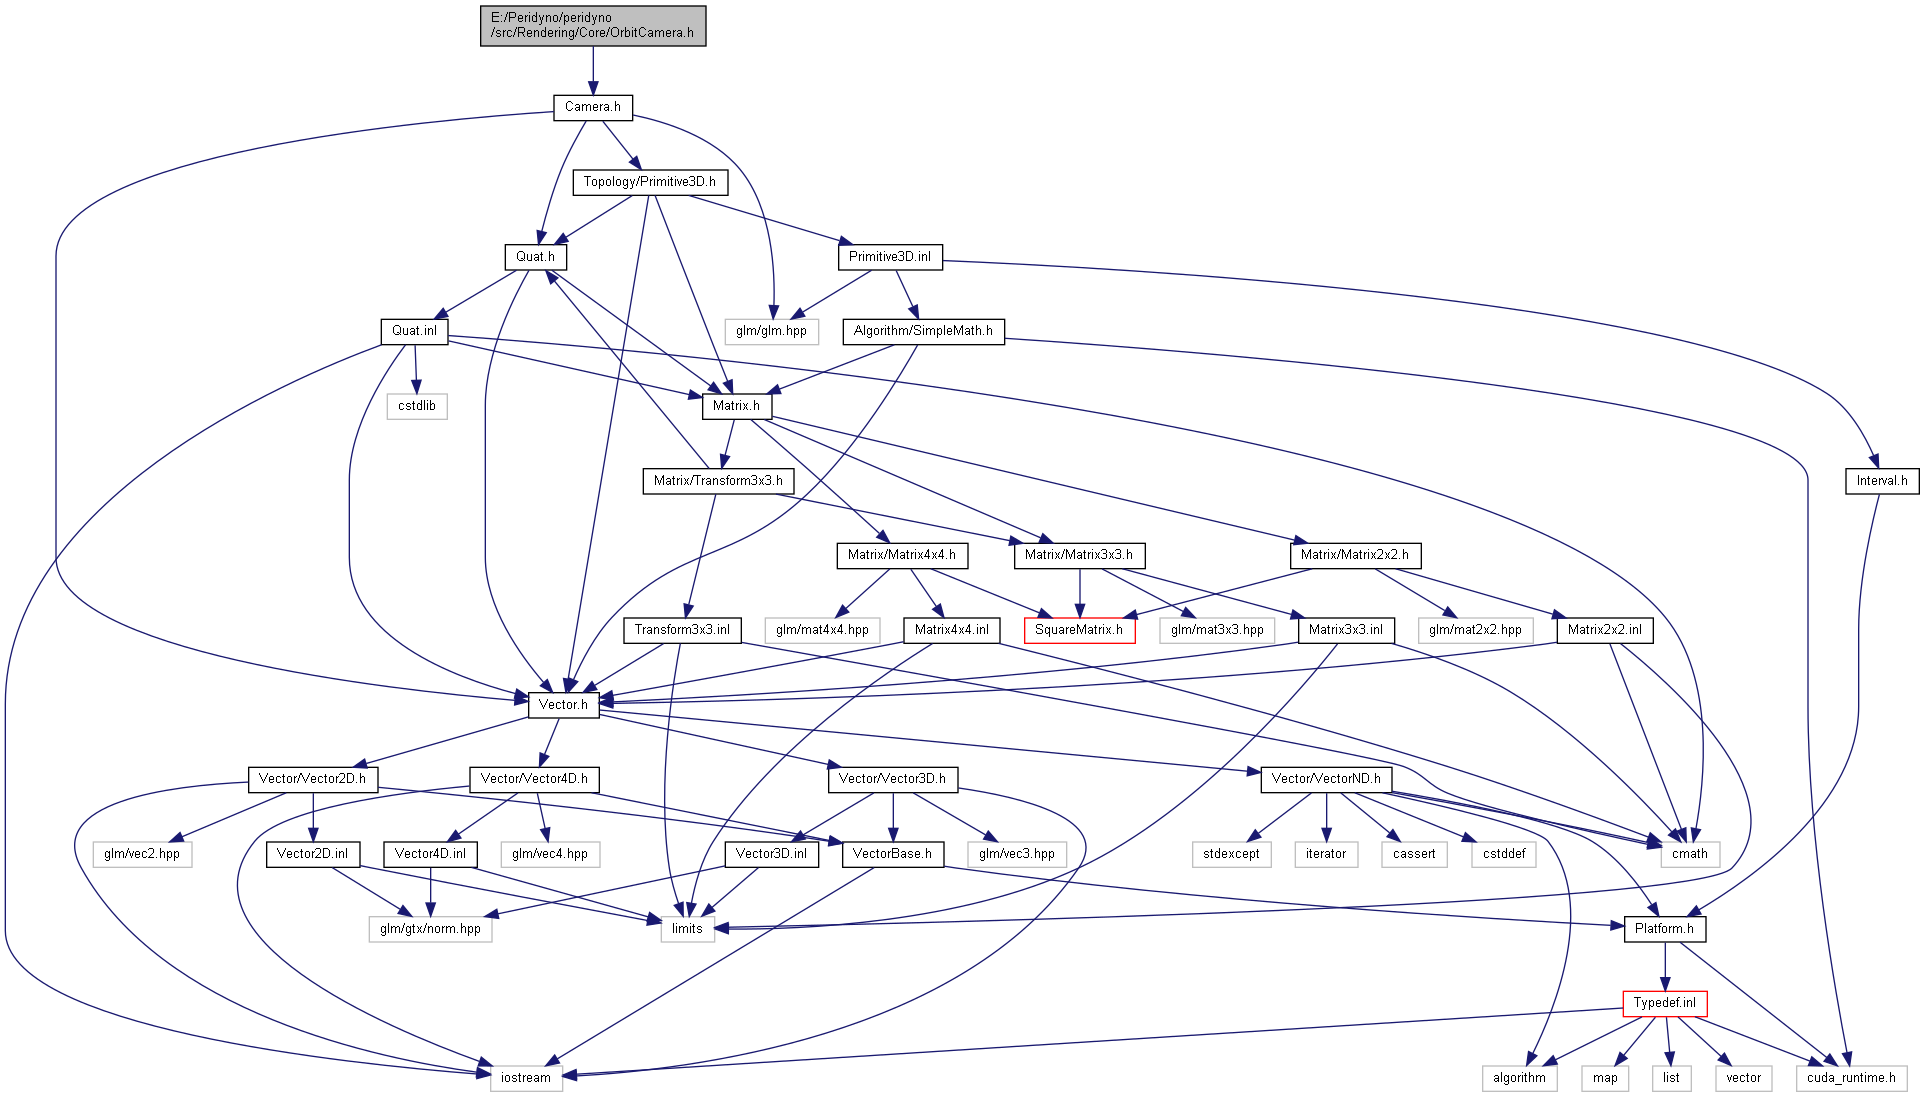 E:/Peridyno/peridyno
/src/Rendering/Core/OrbitCamera.h
Camera.h
Topology/Primitive3D.h
Quat.h
Primitive3D.inl
Quat.inl
glm/glm.hpp
Algorithm/SimpleMath.h
cstdlib
Matrix.h
Matrix/Transform3x3.h
Interval.h
Matrix/Matrix4x4.h
Matrix/Matrix3x3.h
Matrix/Matrix2x2.h
Transform3x3.inl
glm/mat4x4.hpp
Matrix4x4.inl
SquareMatrix.h
glm/mat3x3.hpp
Matrix3x3.inl
glm/mat2x2.hpp
Matrix2x2.inl
Vector.h
Vector/Vector2D.h
Vector/Vector4D.h
Vector/Vector3D.h
Vector/VectorND.h
glm/vec2.hpp
Vector2D.inl
Vector4D.inl
glm/vec4.hpp
Vector3D.inl
VectorBase.h
glm/vec3.hpp
stdexcept
iterator
cassert
cstddef
cmath
glm/gtx/norm.hpp
limits
Platform.h
Typedef.inl
iostream
algorithm
map
list
vector
cuda_runtime.h